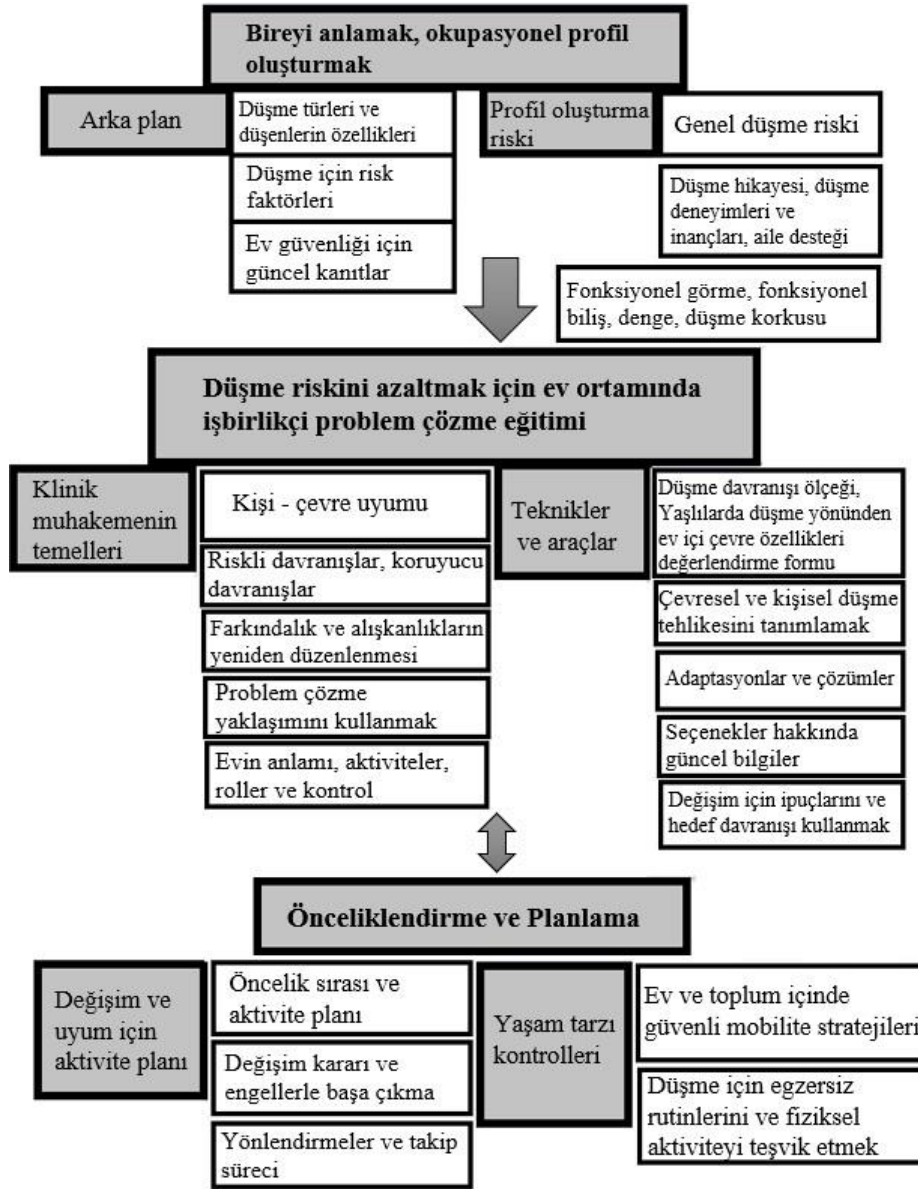 Bireyi anlamak, okupasyonel profil
oluşturmak
Arka plan
Düşme türleri ve
düşenlerin özellikleri
Düşme için risk
faktörleri
Ev güvenliği için
güncel kanıtlar
Profil oluşturma
riski
Genel düşme riski
Düşme hikayesi, düşme
deneyimleri ve
inançları, aile desteği
Fonksiyonel görme, fonksiyonel
biliş, denge, düşme korkusu
Düşme riskini azaltmak için ev ortamında
işbirlikçi problem çözme eğitimi
Klinik
muhakemenin
temelleri
Kişi - çevre uyumu
Riskli davranışlar, koruyucu
davranışlar
Farkındalık ve alışkanlıkların
yeniden düzenlenmesi
Problem çözme
yaklaşımını kullanmak
Evin anlamı, aktiviteler,
roller ve kontrol
Teknikler
ve araçlar
Düşme davranışı ölçeği,
Yaşlılarda düşme yönünden
ev içi çevre özellikleri
değerlendirme formu
Çevresel ve kişisel düşme
tehlikesini tanımlamak
Adaptasyonlar ve çözümler
Seçenekler hakkında
güncel bilgiler
Değişim için ipuçlarını ve
hedef davranışı kullanmak
Önceliklendirme ve Planlama
Değişim ve
uyum için
aktivite planı
Öncelik sırası ve
aktivite planı
Değişim kararı ve
engellerle başa çıkma
Yönlendirmeler ve takip
süreci
Yaşam tarzı
kontrolleri
Ev ve toplum içinde
güvenli mobilite stratejileri
Düşme için egzersiz
rutinlerini ve fiziksel
aktiviteyi teşvik etmek